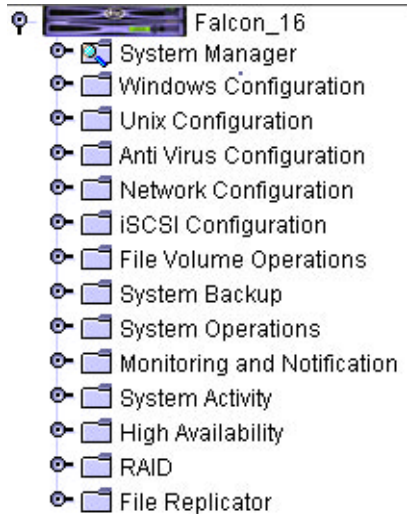 Falcon_16
System Manager
Windows Configuration
Unix Configuration
Anti Virus Configuration
Network Configuration
iSCSI Configuration
File Volume Operations
System Backup
System Operations
Monitoring and Notification
System Activity
High Availability
RAID
File Replicator